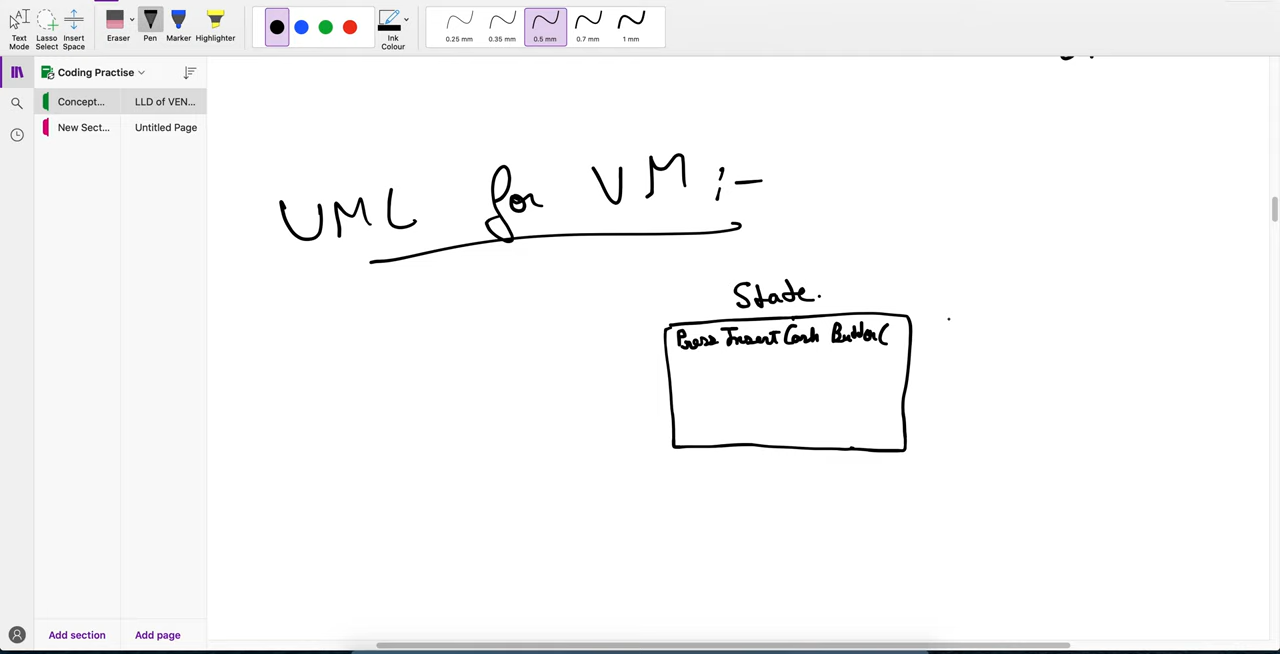 Text Mode
Lasso Select
Insert Space
Eraser
Pen
Marker
Highlighter
Ink Colour
0.25 mm
0.35 mm
0.5 mm
0.7 mm
1 mm
Coding Practise
Concept... LLD of VEN...
New Sect... Untitled Page
UML for VM :-
State.
Press Insert Cash Button(
Add section Add page